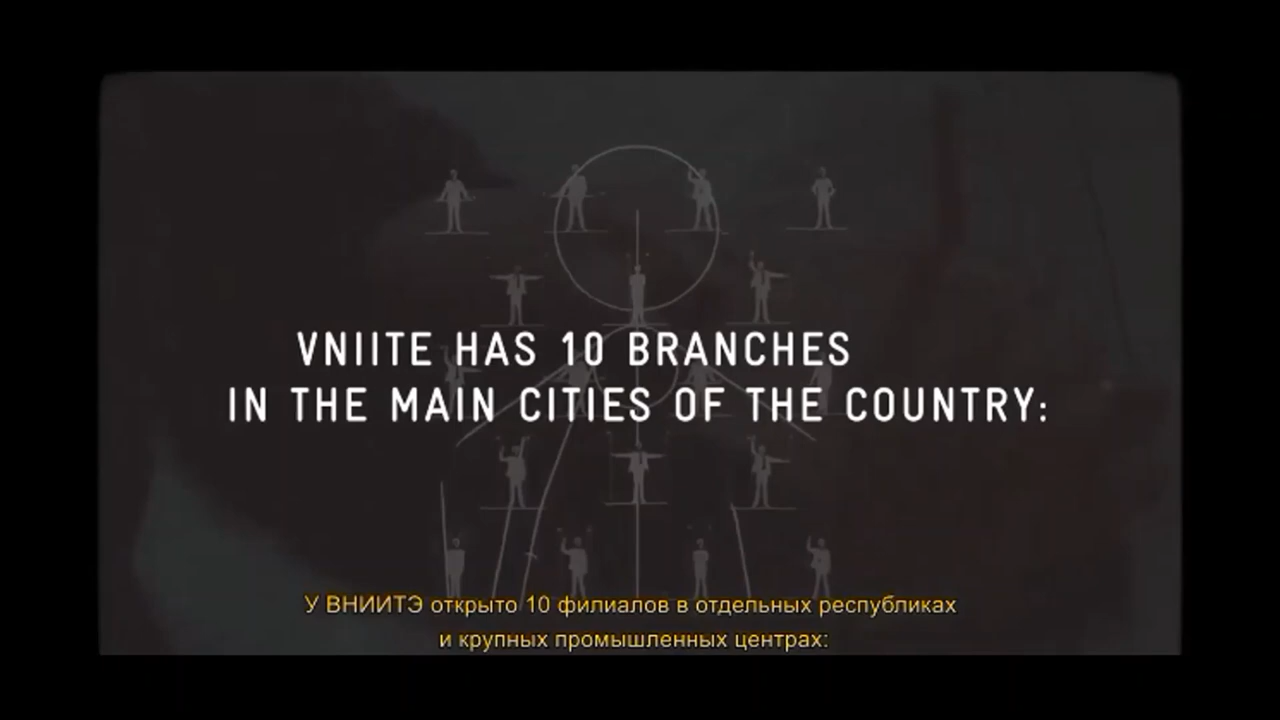 VNIITE HAS 10 BRANCHES
IN THE MAIN CITIES OF THE COUNTRY:
У ВНИИТЭ открыто 10 филиалов в отдельных республиках
и крупных промышленных центрах: